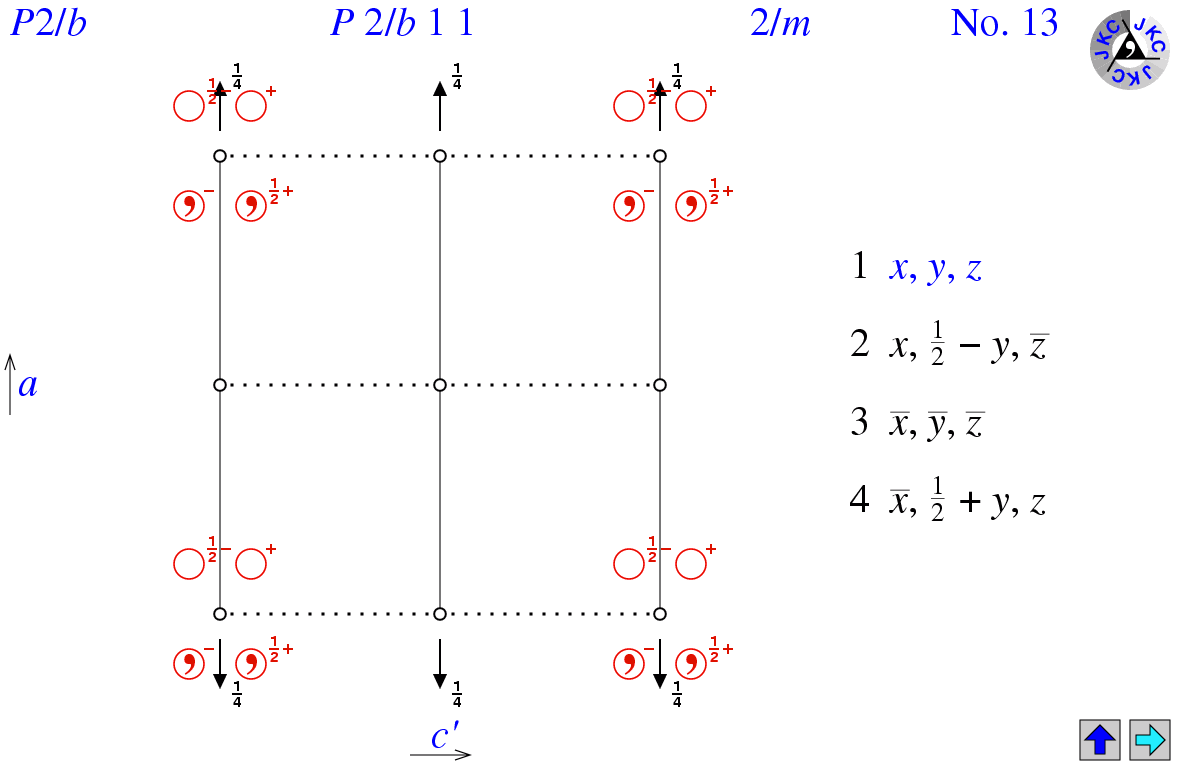 P2/b P 2/b 1 1 2/m No. 13
JKC JKC JKC
1/4 1/4 1/4
1/2− + 1/2− +
− , 1/2+ , − , 1/2+ ,
1 x, y, z
2 x, 1/2 − y, z̅
a
3 x̅, y̅, z̅
4 x̅, 1/2 + y, z
1/2− + 1/2− +
− , 1/2+ , − , 1/2+ ,
1/4 1/4 1/4
c′